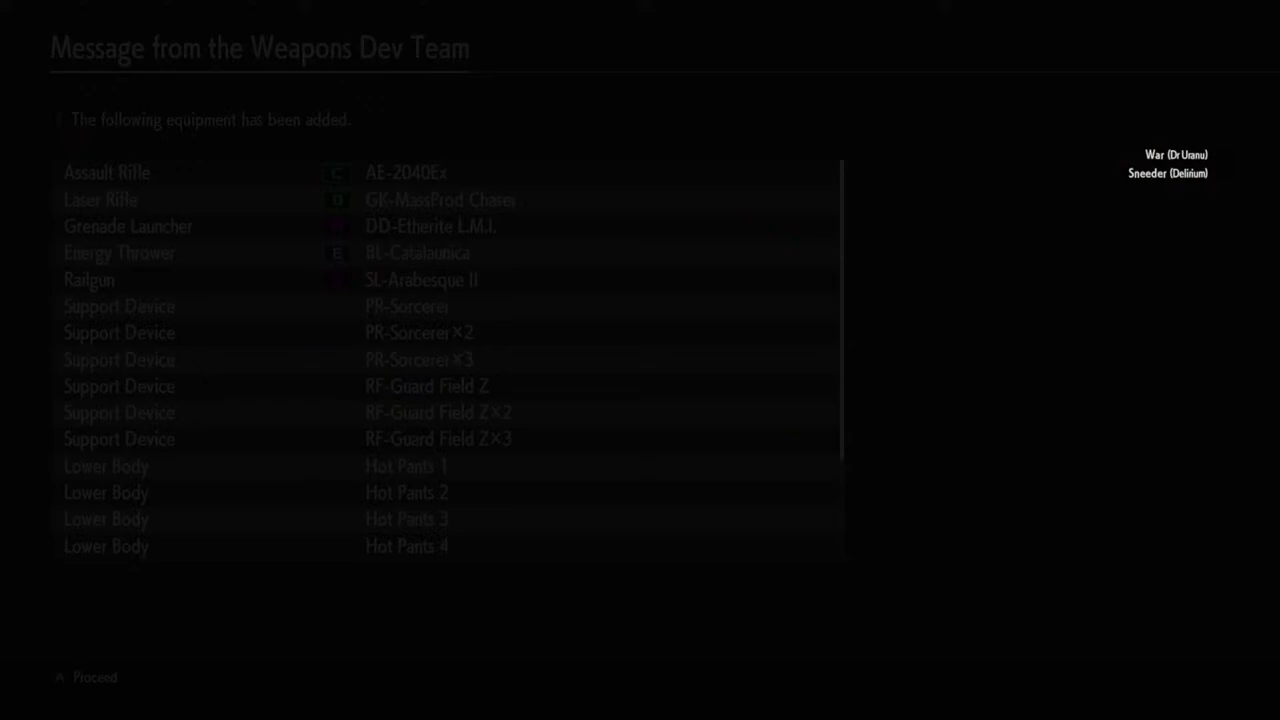 Message from the Weapons Dev Team
The following equipment has been added.
War (Dr Uranu)
Sneeder (Delirium)
Assault Rifle C AE-2040Ex
Laser Rifle D GK-MassProd Chaser
Grenade Launcher DD-Etherite L.M.I.
Energy Thrower B BL-Catalaunica
Railgun SL-Arabesque II
Support Device PR-Sorcerer
Support Device PR-Sorcerer×2
Support Device PR-Sorcerer×3
Support Device RF-Guard Field Z
Support Device RF-Guard Field Z×2
Support Device RF-Guard Field Z×3
Lower Body Hot Pants 1
Lower Body Hot Pants 2
Lower Body Hot Pants 3
Lower Body Hot Pants 4
A Proceed